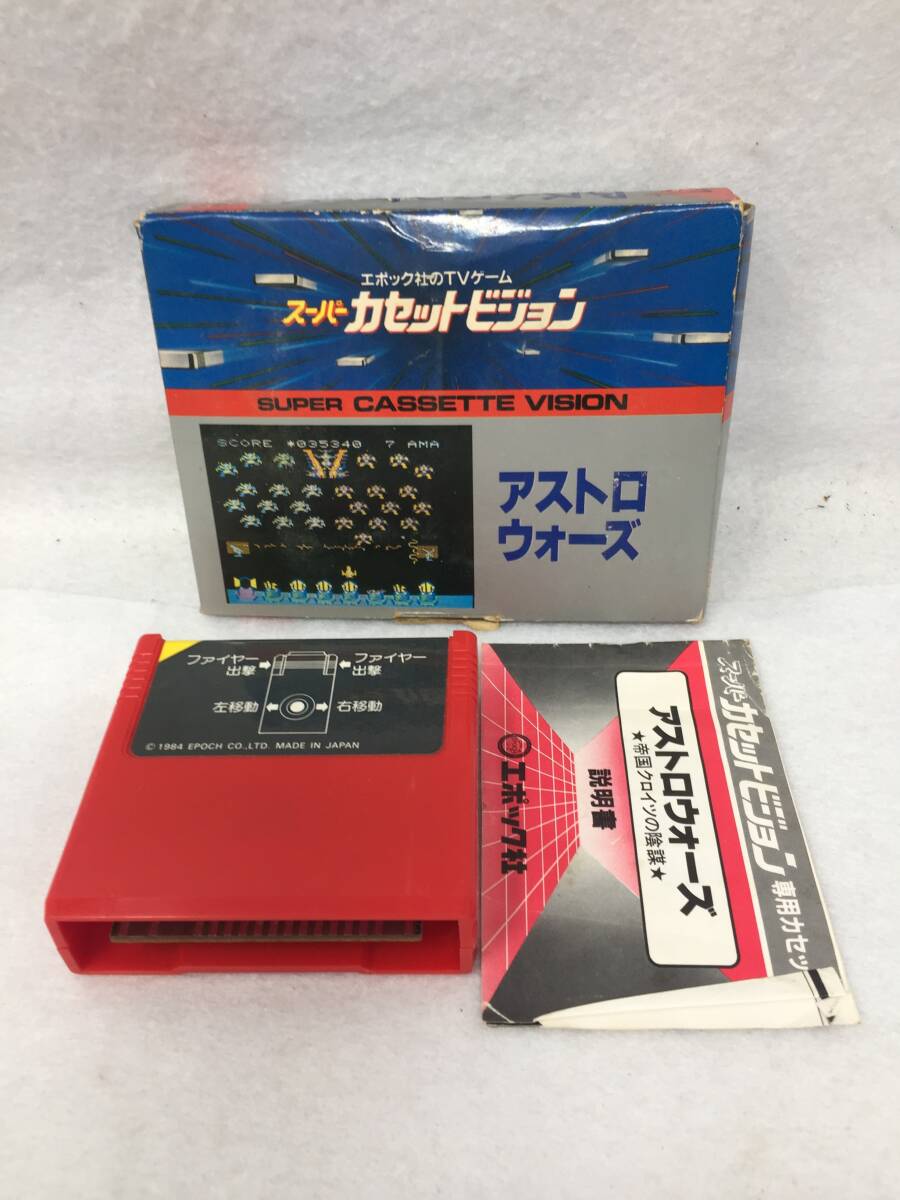 エポック社のTVゲーム
スーパーカセットビジョン
SUPER CASSETTE VISION
SCORE *035340 7 AMA
アストロ
ウォーズ
ファイヤー
出撃
ファイヤー
出撃
左移動
右移動
© 1984 EPOCH CO.,LTD. MADE IN JAPAN
スーパーカセットビジョン専用カセッ
アストロウォーズ
★帝国クロイツの陰謀★
説明書
エポック社